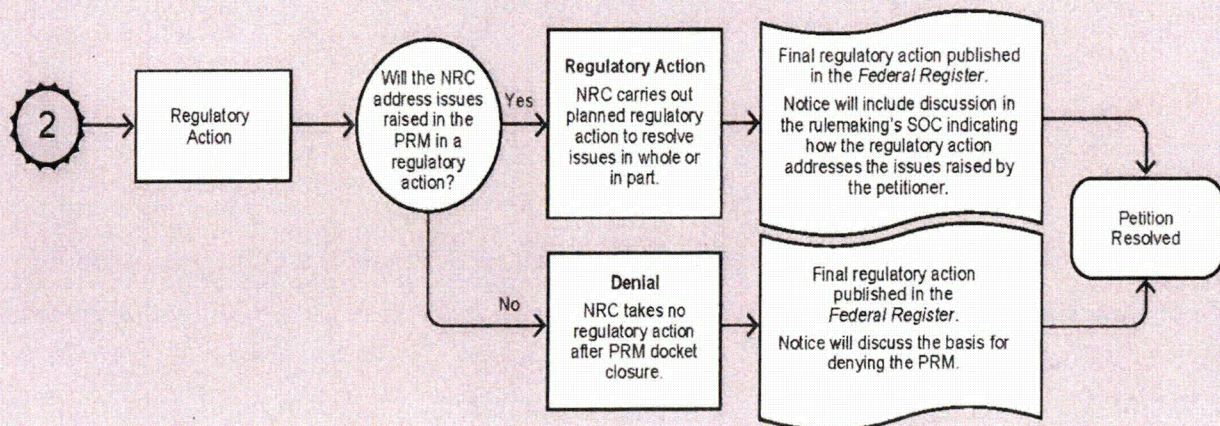 2
Regulatory
Action
Will the NRC
address issues
raised in the
PRM in a
regulatory
action?
Yes
No
Regulatory Action
NRC carries out
planned regulatory
action to resolve
issues in whole or
in part.
Final regulatory action published
in the Federal Register.
Notice will include discussion in
the rulemaking's SOC indicating
how the regulatory action
addresses the issues raised by
the petitioner.
Denial
NRC takes no
regulatory action
after PRM docket
closure.
Final regulatory action
published in the
Federal Register.
Notice will discuss the basis for
denying the PRM.
Petition
Resolved